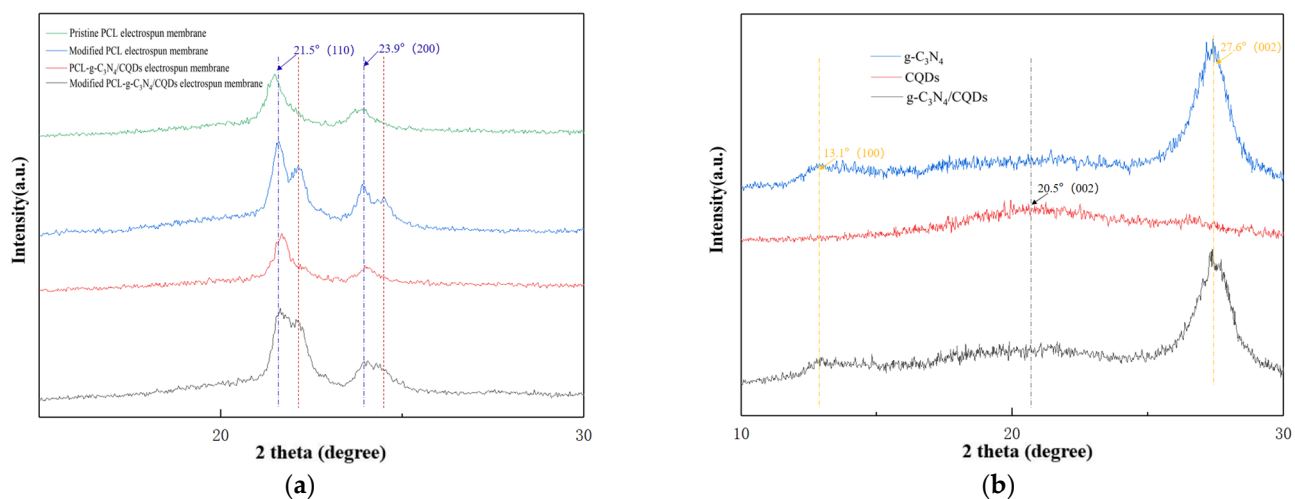 Pristine PCL electrospun membrane
Modified PCL electrospun membrane
PCL-g-C₃N₄/CQDs electrospun membrane
Modified PCL-g-C₃N₄/CQDs electrospun membrane
21.5° (110)
23.9° (200)
Intensity(a.u.)
20
30
2 theta (degree)
(a)
g-C₃N₄
CQDs
g-C₃N₄/CQDs
27.6° (002)
13.1° (100)
20.5° (002)
Intensity(a.u.)
10
20
30
2 theta (degree)
(b)